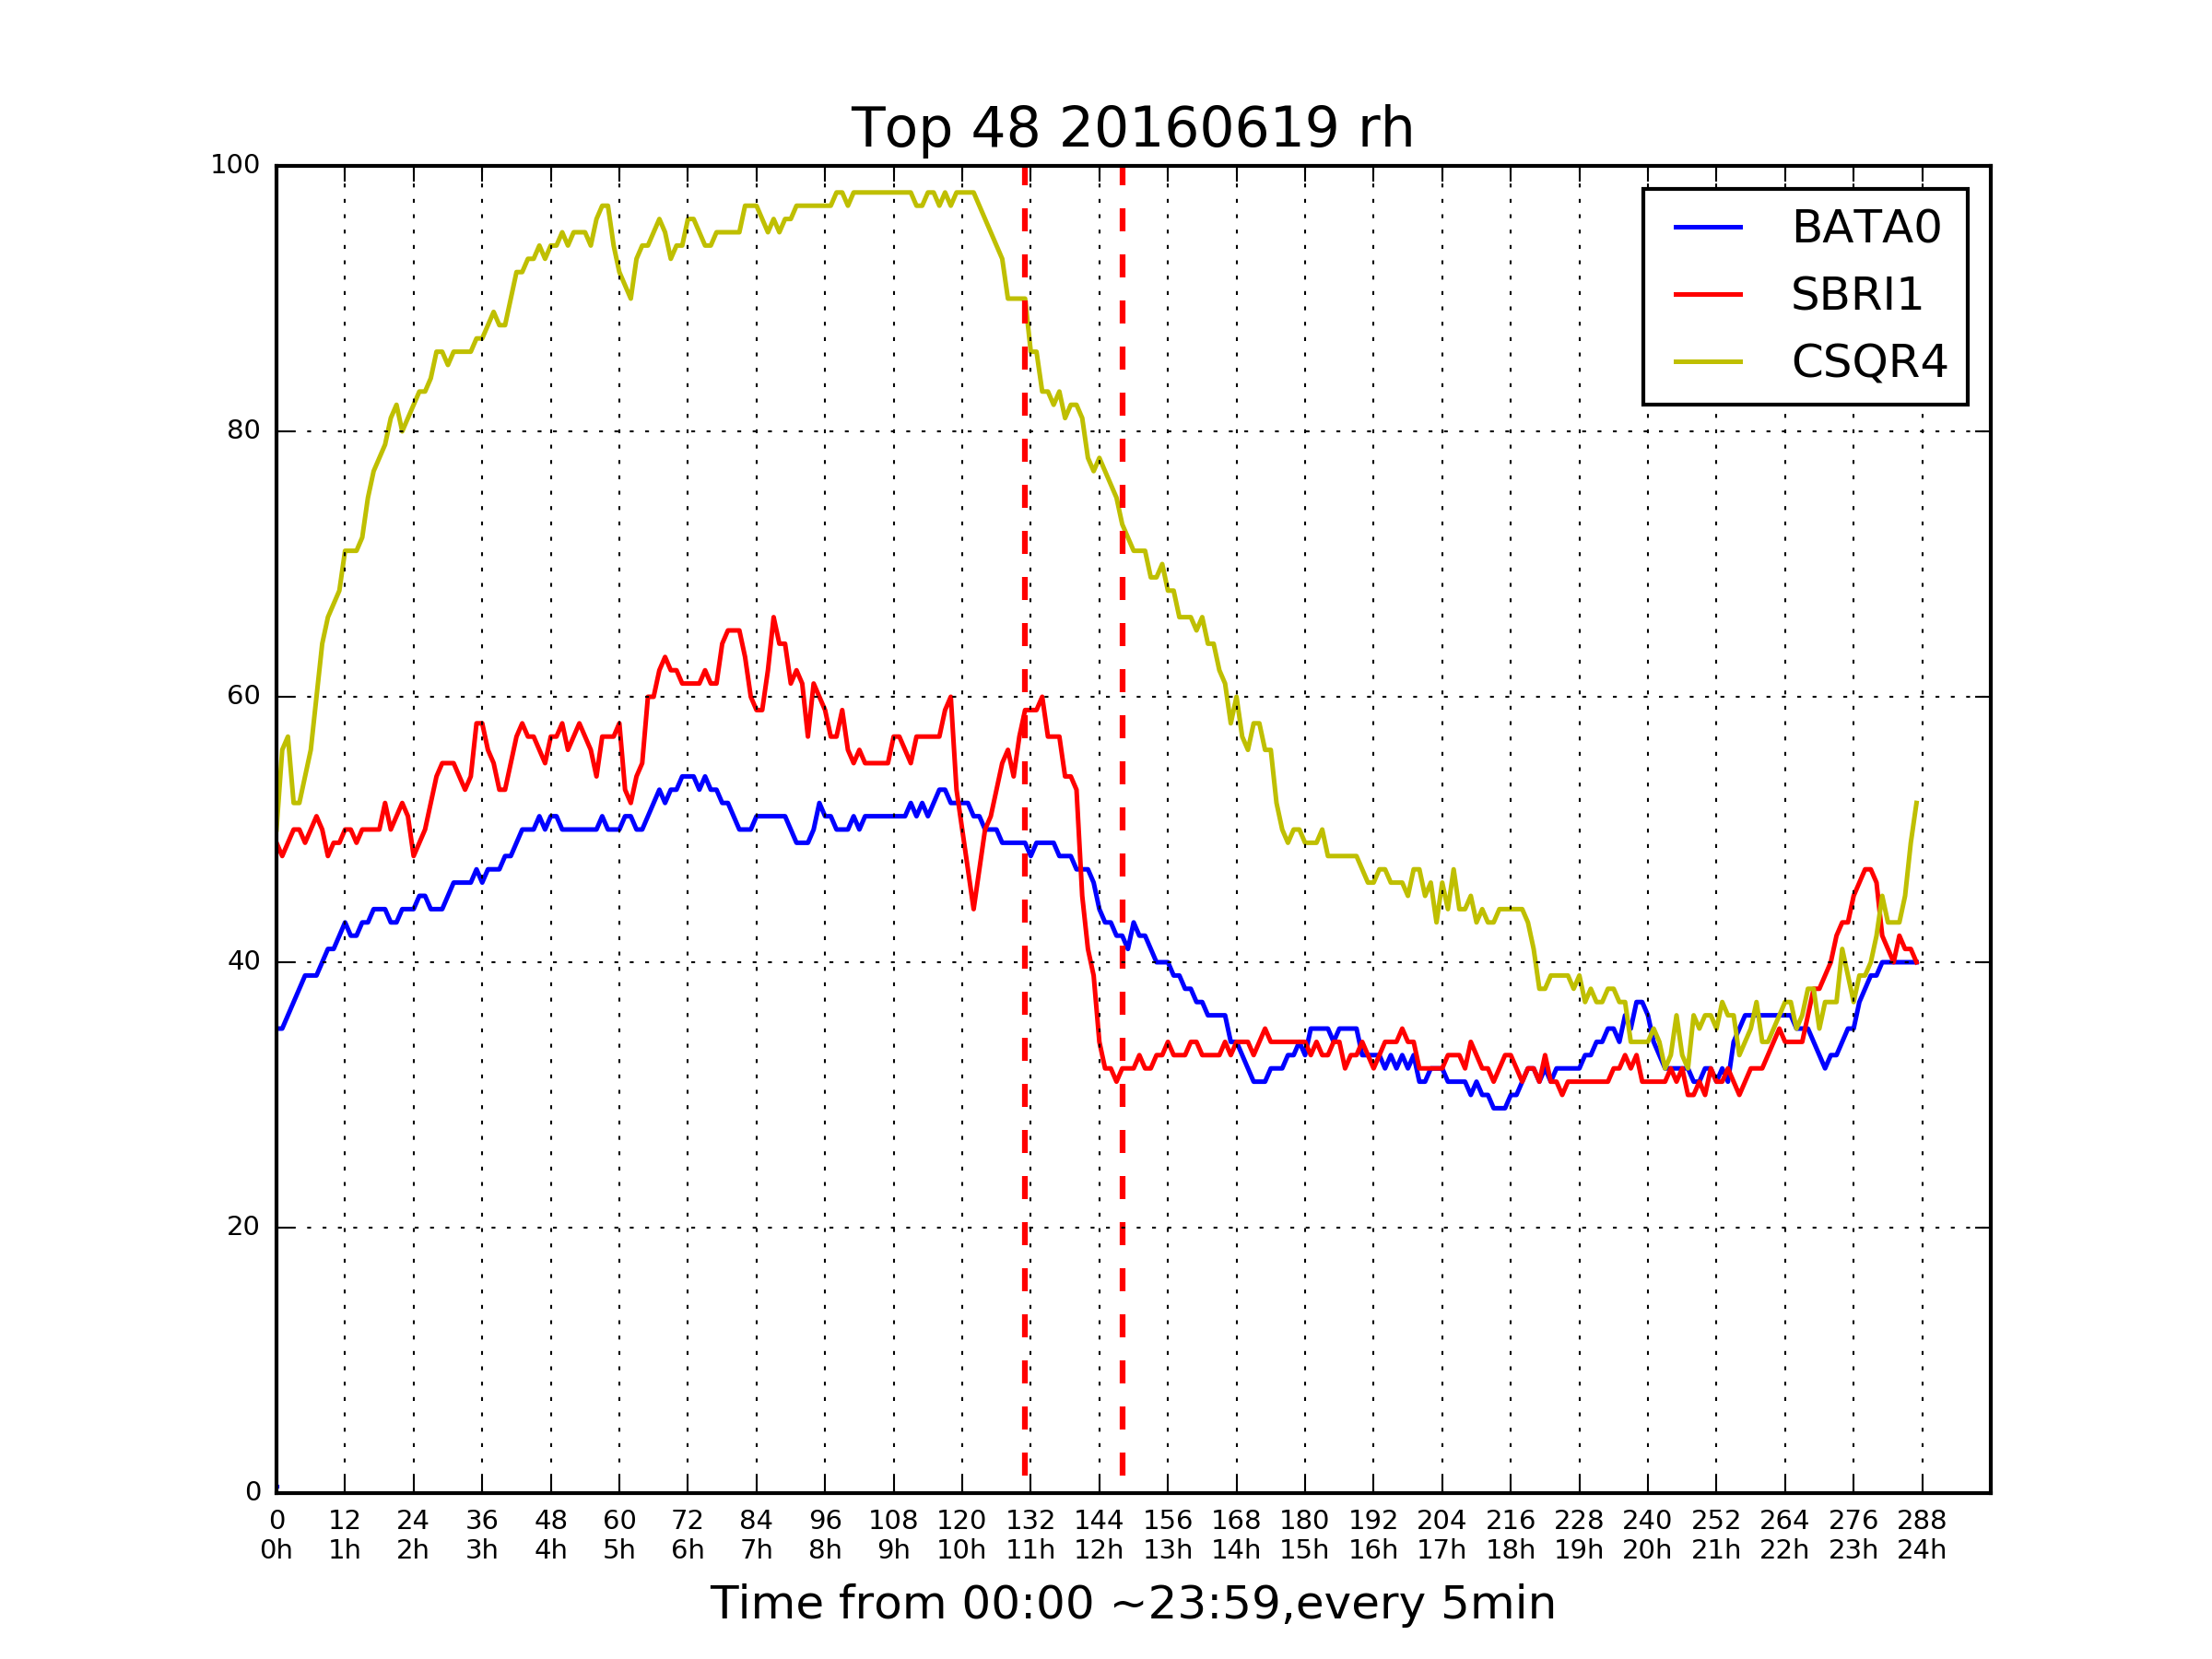 Top 48 20160619 rh
100
80
60
40
20
0
BATA0
SBRI1
CSQR4
0 12 24 36 48 60 72 84 96 108 120 132 144 156 168 180 192 204 216 228 240 252 264 276 288
0h 1h 2h 3h 4h 5h 6h 7h 8h 9h 10h 11h 12h 13h 14h 15h 16h 17h 18h 19h 20h 21h 22h 23h 24h
Time from 00:00 ~23:59,every 5min